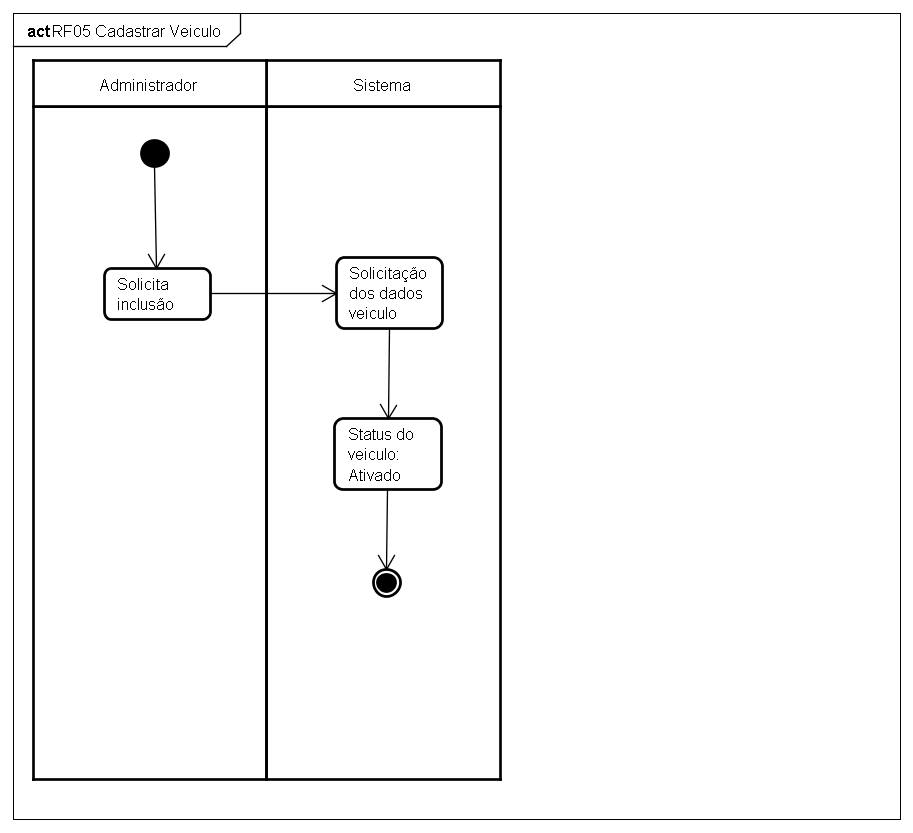 act RF05 Cadastrar Veiculo
Administrador
Sistema
Solicita
inclusão
Solicitação
dos dados
veiculo
Status do
veiculo:
Ativado